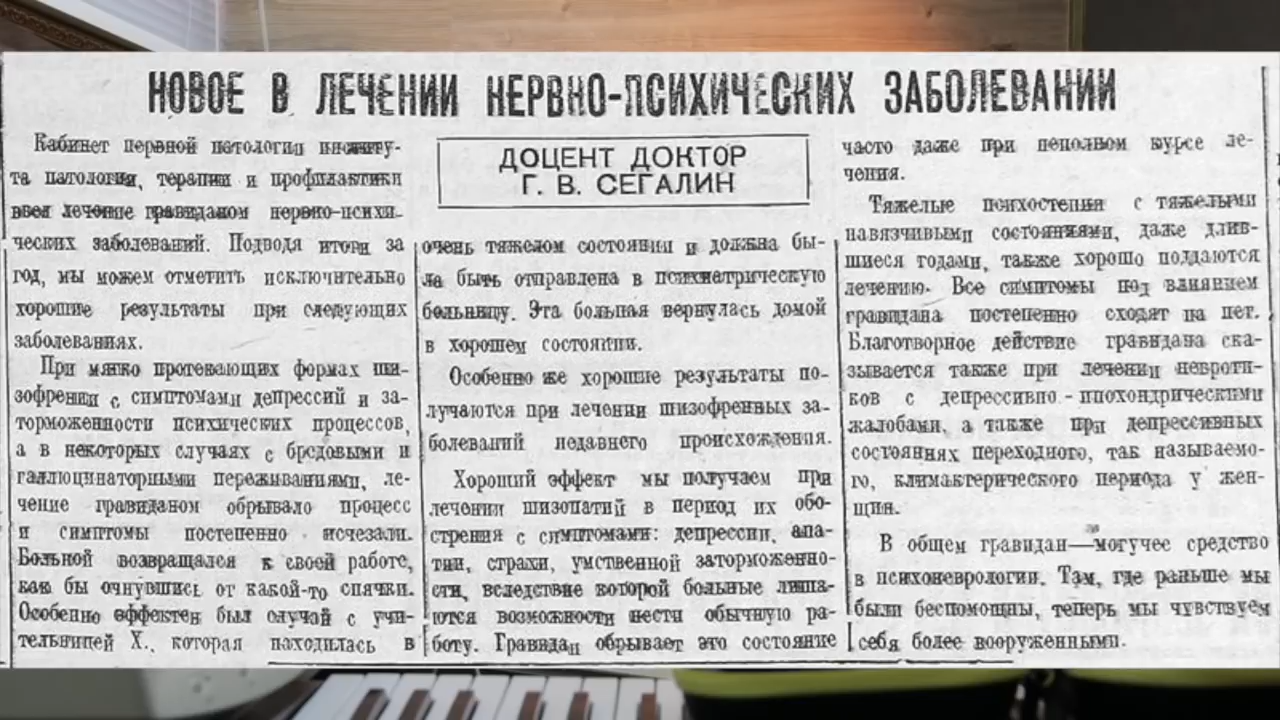 НОВОЕ В ЛЕЧЕНИИ НЕРВНО-ПСИХИЧЕСКИХ ЗАБОЛЕВАНИИ
ДОЦЕНТ ДОКТОР
Г. В. СЕГАЛИН
Кабинет нервной патологии институ-
та патологии, терапии и профилактики
ввел лечение гравиданом нервно-психи-
ческих заболеваний. Подводя итоги за
год, мы можем отметить исключительно
хорошие результаты при следующих
заболеваниях.
При мягко протекающих формах ши-
зофрении с симптомами депрессий и за-
торможенности психических процессов,
а в некоторых случаях с бредовыми и
галлюцинаторными переживаниями, ле-
чение гравиданом обрывало процесс
и симптомы постепенно исчезали.
Больной возвращался к своей работе,
как бы очнувшись от какой-то спячки.
Особенно эффектен был случай с учи-
тельницей Х., которая находилась в
очень тяжелом состоянии и должна бы-
ла быть отправлена в психиатрическую
больницу. Эта больная вернулась домой
в хорошем состоянии.
Особенно же хорошие результаты по-
лучаются при лечении шизофренных за-
болеваний недавнего происхождения.
Хороший эффект мы получаем при
лечении шизопатий в период их обо-
стрения с симптомами: депрессии, апа-
тии, страхи, умственной заторможенно-
сти, вследствие которой больные лиша-
ются возможности нести обычную ра-
боту. Гравидан обрывает это состояние
часто даже при неполном курсе ле-
чения.
Тяжелые психостении с тяжелыми
навязчивыми состояниями, даже длив-
шиеся годами, также хорошо поддаются
лечению. Все симптомы под влиянием
гравидана постепенно сходят на нет.
Благотворное действие гравидана ска-
зывается также при лечении невроти-
ков с депрессивно-ипохондрическими
жалобами, а также при депрессивных
состояниях переходного, так называемо-
го, климактерического периода у жен-
щин.
В общем гравидан—могучее средство
в психоневрологии. Там, где раньше мы
были беспомощны, теперь мы чувствуем
себя более вооруженными.